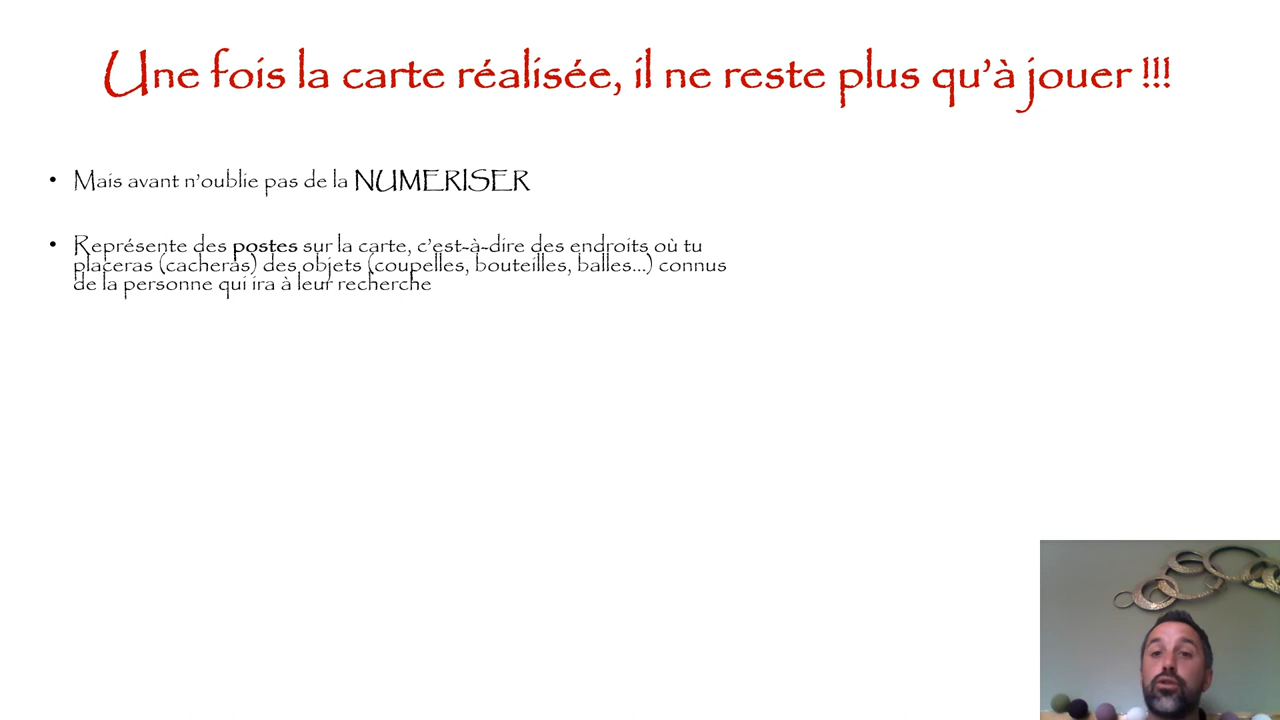 Une fois la carte réalisée, il ne reste plus qu'à jouer !!!
• Mais avant n'oublie pas de la NUMERISER
• Représente des postes sur la carte, c'est-à-dire des endroits où tu
placeras (cacheras) des objets (coupelles, bouteilles, balles...) connus
de la personne qui ira à leur recherche